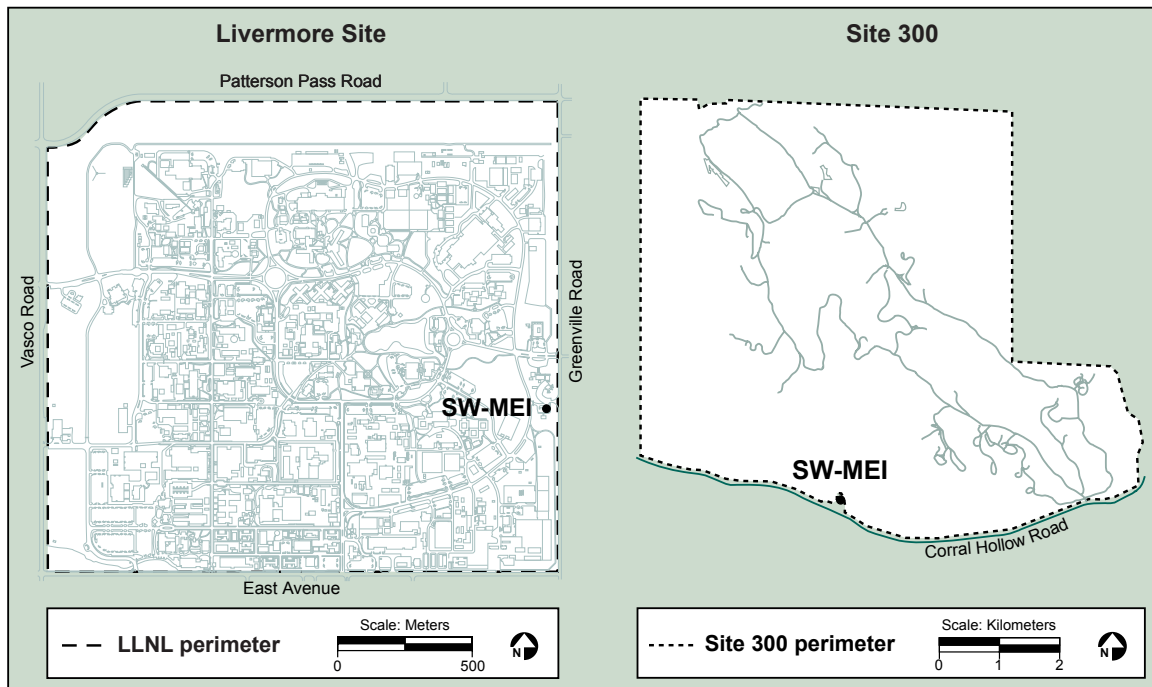 Livermore Site
Patterson Pass Road
Vasco Road
Greenville Road
SW-MEI
East Avenue
LLNL perimeter
Scale: Meters
0 500
N
Site 300
SW-MEI
Corral Hollow Road
Site 300 perimeter
Scale: Kilometers
0 1 2
N